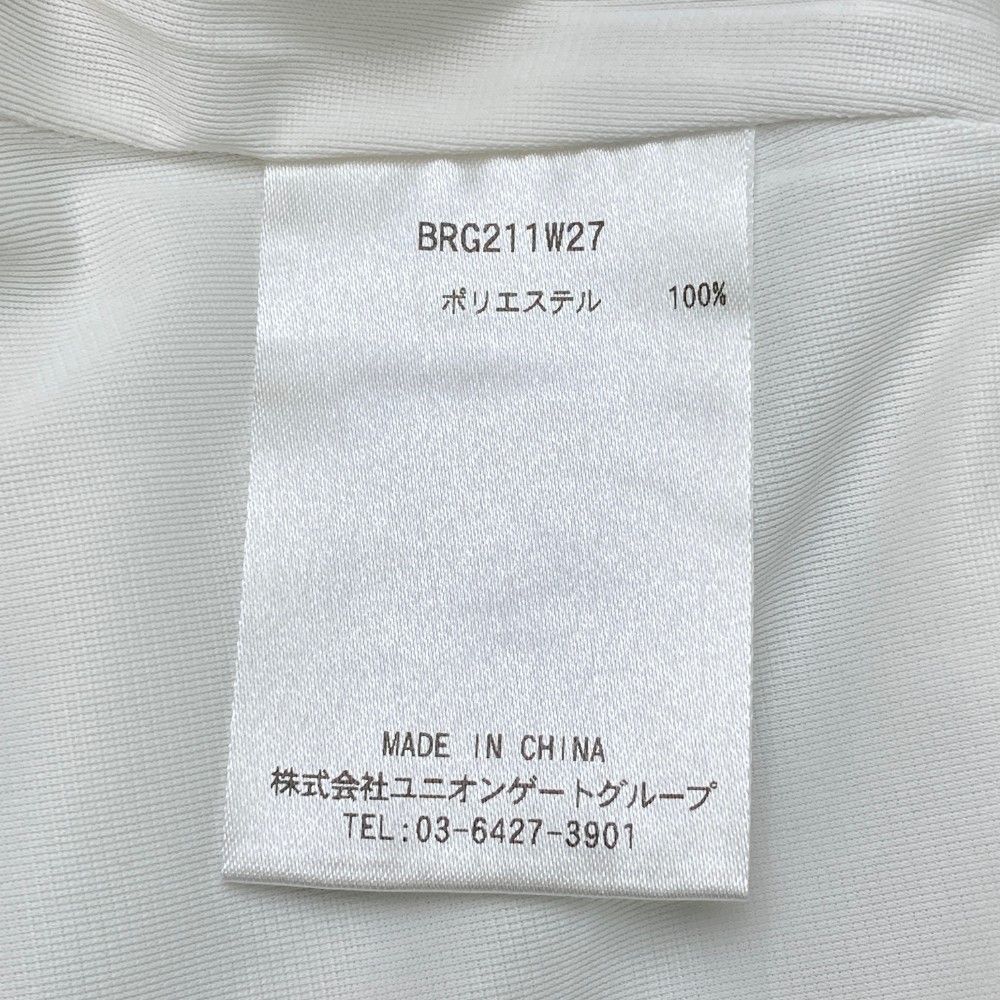 BRG211W27
ポリエステル 100%
MADE IN CHINA
株式会社ユニオンゲートグループ
TEL:03-6427-3901